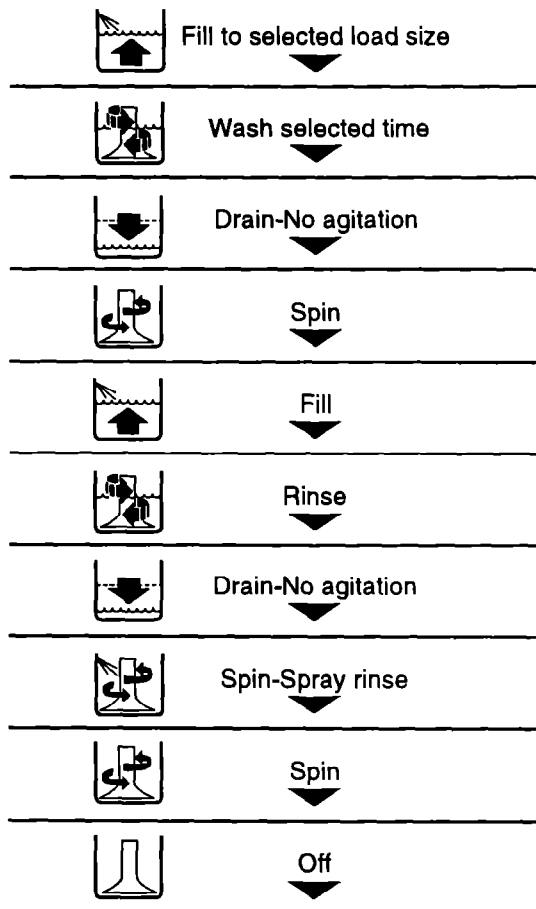 Fill to selected load size
Wash selected time
Drain-No agitation
Spin
Fill
Rinse
Drain-No agitation
Spin-Spray rinse
Spin
Off